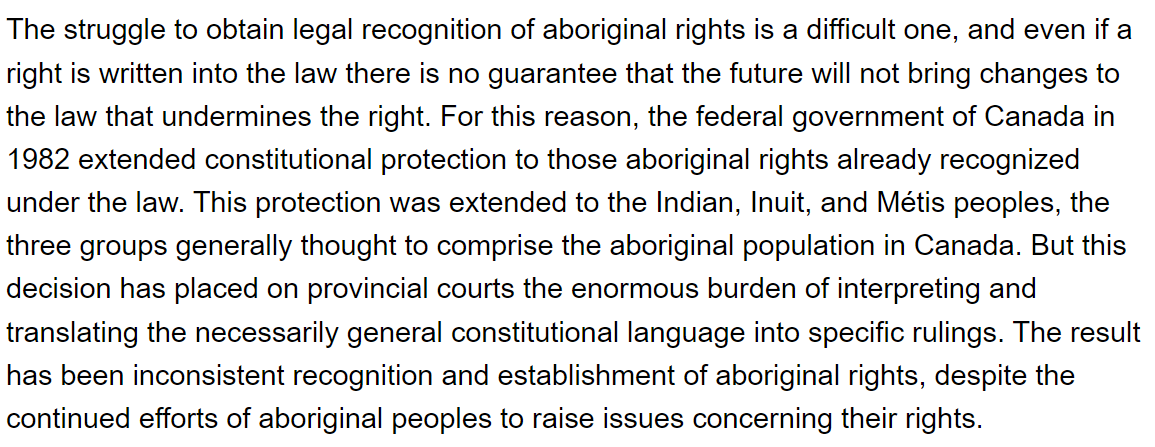 The struggle to obtain legal recognition of aboriginal rights is a difficult one, and even if a
right is written into the law there is no guarantee that the future will not bring changes to
the law that undermines the right. For this reason, the federal government of Canada in
1982 extended constitutional protection to those aboriginal rights already recognized
under the law. This protection was extended to the Indian, Inuit, and Métis peoples, the
three groups generally thought to comprise the aboriginal population in Canada. But this
decision has placed on provincial courts the enormous burden of interpreting and
translating the necessarily general constitutional language into specific rulings. The result
has been inconsistent recognition and establishment of aboriginal rights, despite the
continued efforts of aboriginal peoples to raise issues concerning their rights.